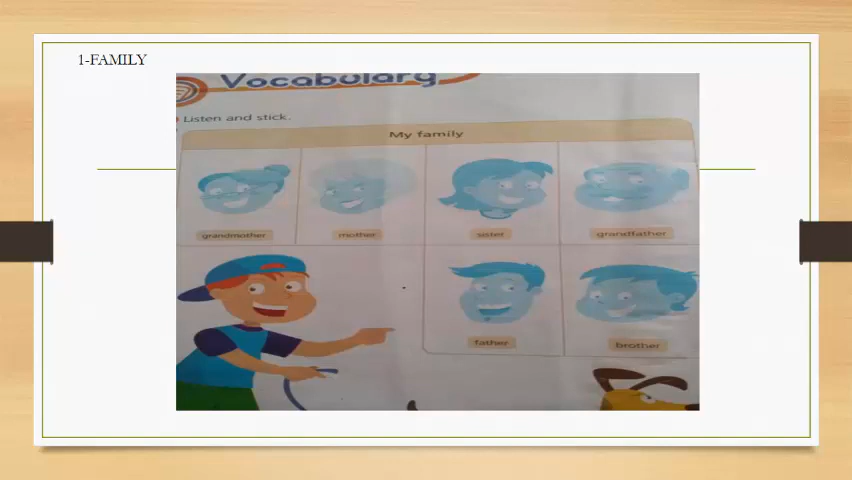 1-FAMILY
Vocabulary
Listen and stick.
My family
grandmother mother sister grandfather
father brother